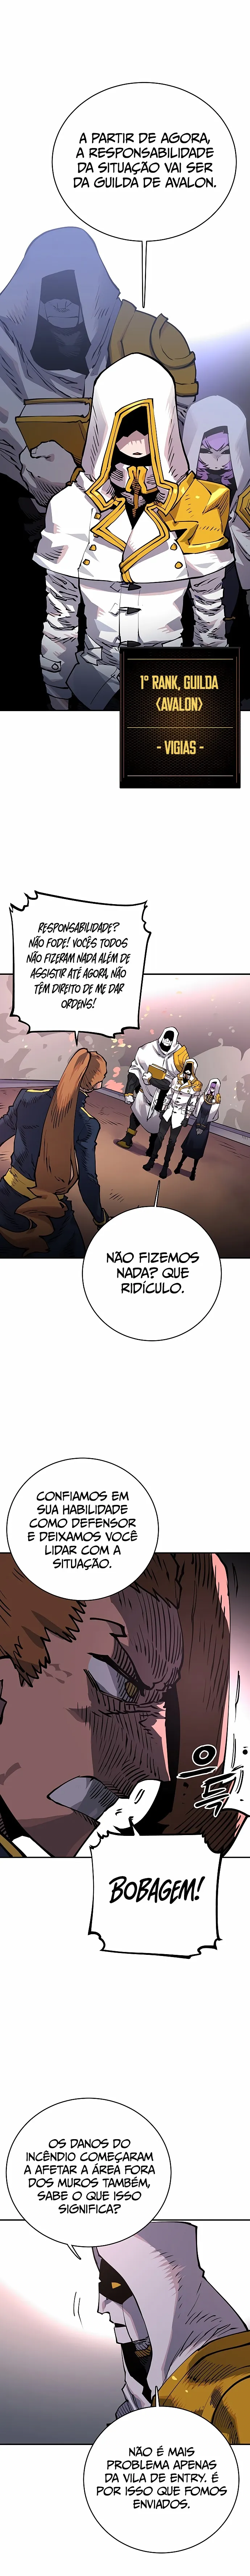 A PARTIR DE AGORA,
A RESPONSABILIDADE
DA SITUAÇÃO VAI SER
DA GUILDA DE AVALON.
1° RANK, GUILDA
<AVALON>
- VIGIAS -
RESPONSABILIDADE?
NÃO FODE! VOCÊS TODOS
NÃO FIZERAM NADA ALÉM DE
ASSISTIR ATÉ AGORA, NÃO
TÊM DIREITO DE ME DAR
ORDENS!
NÃO FIZEMOS
NADA? QUE
RIDÍCULO.
CONFIAMOS EM
SUA HABILIDADE
COMO DEFENSOR
E DEIXAMOS VOCÊ
LIDAR COM A
SITUAÇÃO.
으득
BOBAGEM!
OS DANOS DO
INCÊNDIO COMEÇARAM
A AFETAR A ÁREA FORA
DOS MUROS TAMBÉM,
SABE O QUE ISSO
SIGNIFICA?
NÃO É MAIS
PROBLEMA APENAS
DA VILA DE ENTRY. É
POR ISSO QUE FOMOS
ENVIADOS.